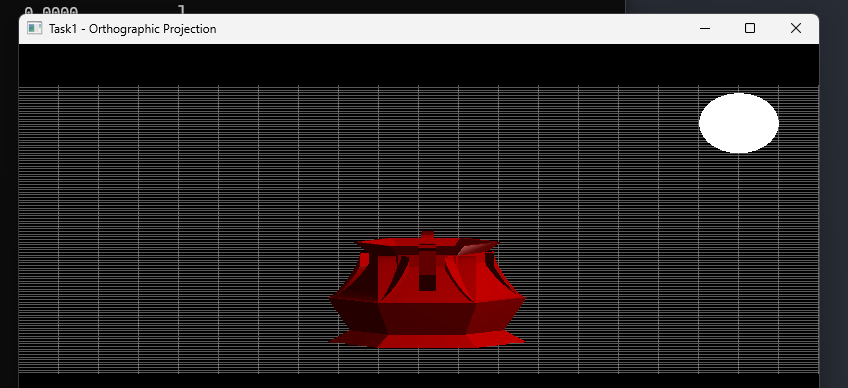 0.0000 ]
Task1 - Orthographic Projection